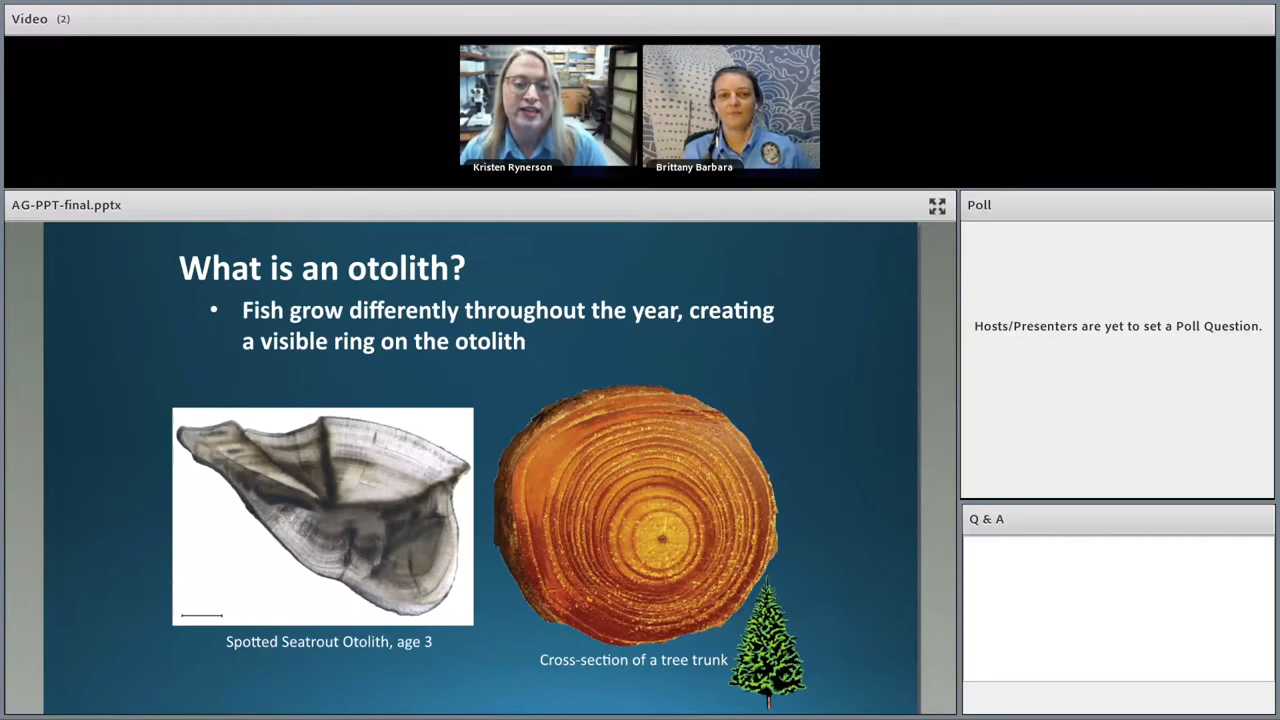 Video (2)
Kristen Rynerson
Brittany Barbara
AG-PPT-final.pptx
What is an otolith?
• Fish grow differently throughout the year, creating
a visible ring on the otolith
Spotted Seatrout Otolith, age 3
Cross-section of a tree trunk
Poll
Hosts/Presenters are yet to set a Poll Question.
Q & A